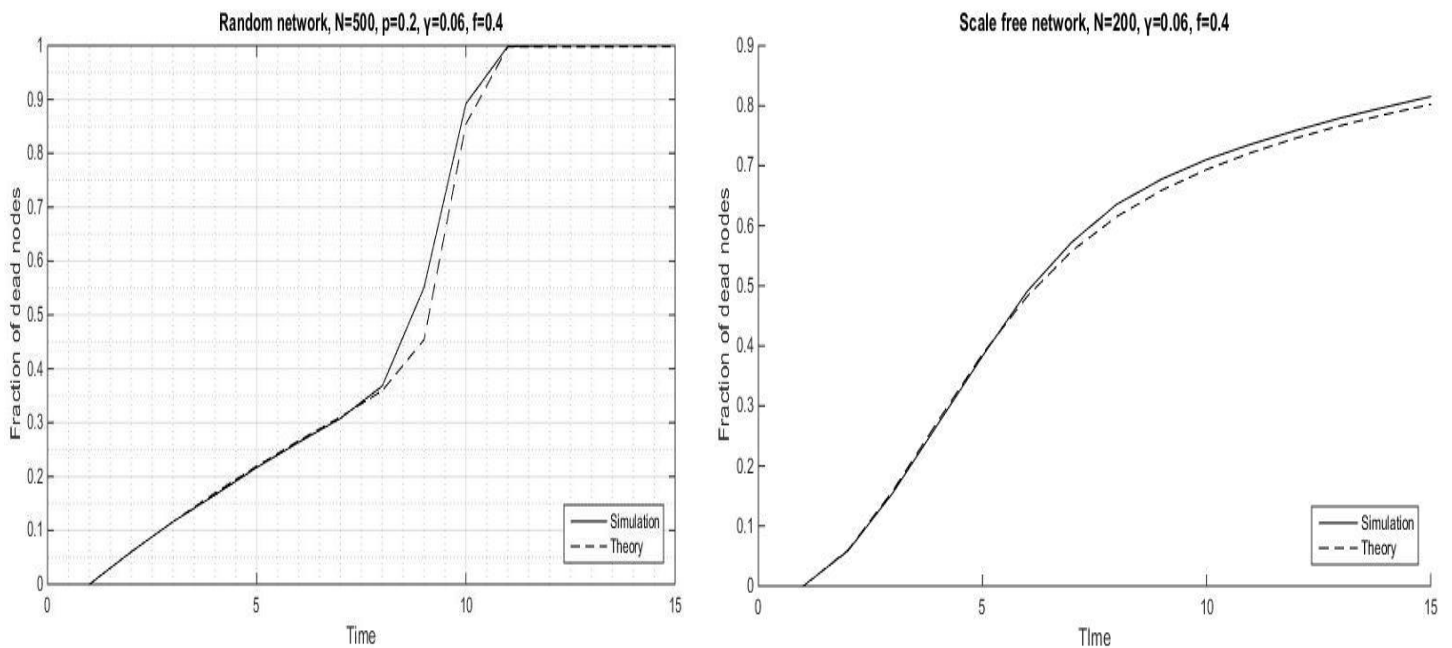 Random network, N=500, p=0.2, γ=0.06, f=0.4
Fraction of dead nodes
1
0.9
0.8
0.7
0.6
0.5
0.4
0.3
0.2
0.1
0
0
5
10
15
Time
Simulation
Theory
Scale free network, N=200, γ=0.06, f=0.4
Fraction of dead nodes
0.9
0.8
0.7
0.6
0.5
0.4
0.3
0.2
0.1
0
0
5
10
15
TIme
Simulation
Theory